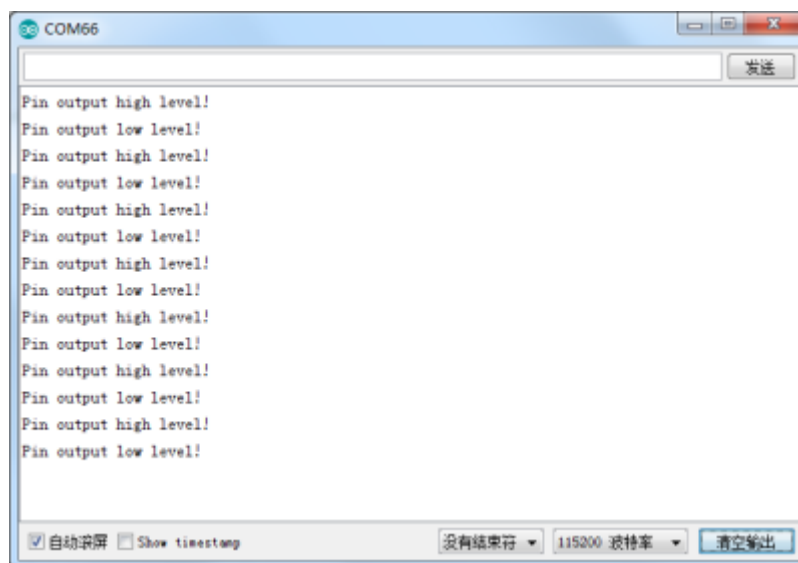 COM66
发送
Pin output high level!
Pin output low level!
Pin output high level!
Pin output low level!
Pin output high level!
Pin output low level!
Pin output high level!
Pin output low level!
Pin output high level!
Pin output low level!
Pin output high level!
Pin output low level!
Pin output high level!
Pin output low level!
自动滚屏 Show timestamp 没有结束符 115200 波特率 清空输出